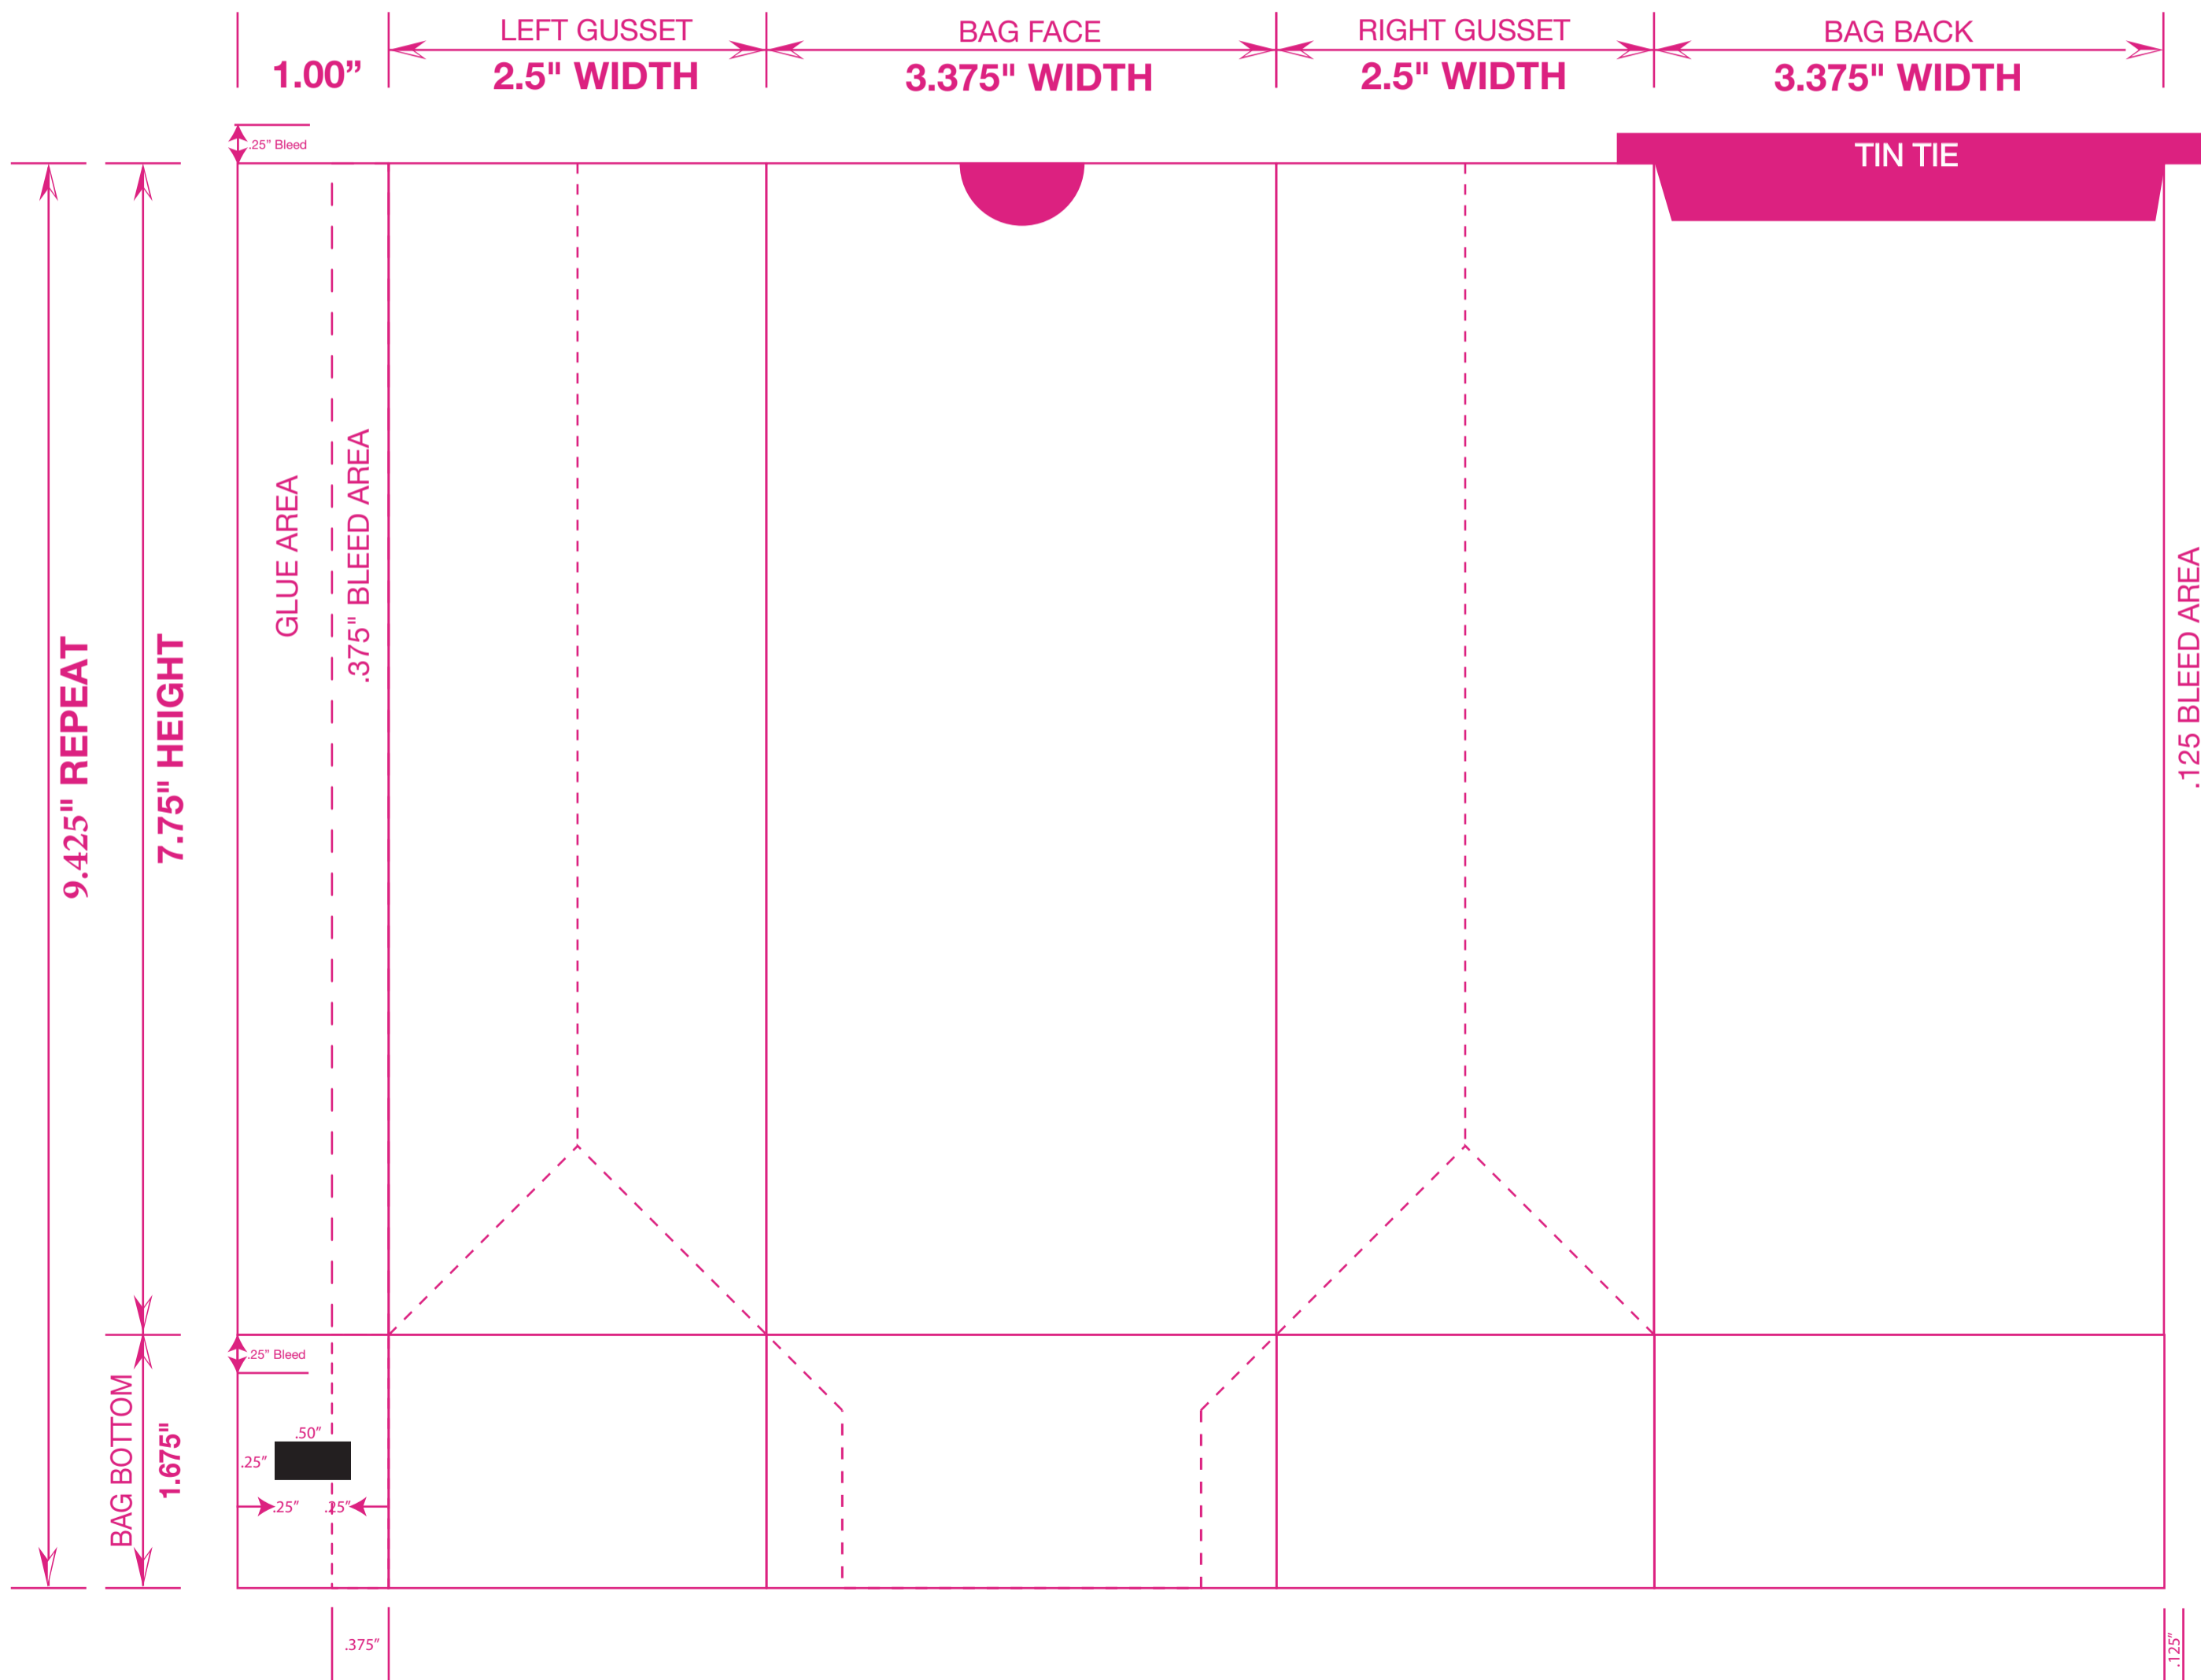 LEFT GUSSET
BAG FACE
RIGHT GUSSET
BAG BACK
1.00”
2.5" WIDTH
3.375" WIDTH
2.5" WIDTH
3.375" WIDTH
.25” Bleed
TIN TIE
GLUE AREA
.375" BLEED AREA
.125 BLEED AREA
9.425" REPEAT
7.75" HEIGHT
.25” Bleed
BAG BOTTOM
1.675"
.50”
.25”
.25”
.25”
.375”
.125”